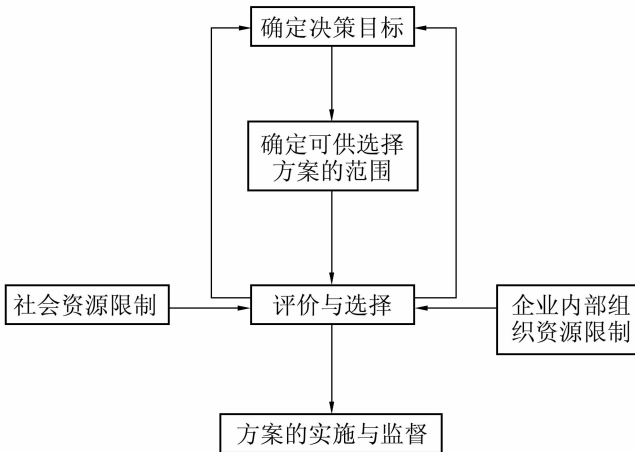 确定决策目标
确定可供选择
方案的范围
社会资源限制
评价与选择
企业内部组
织资源限制
方案的实施与监督